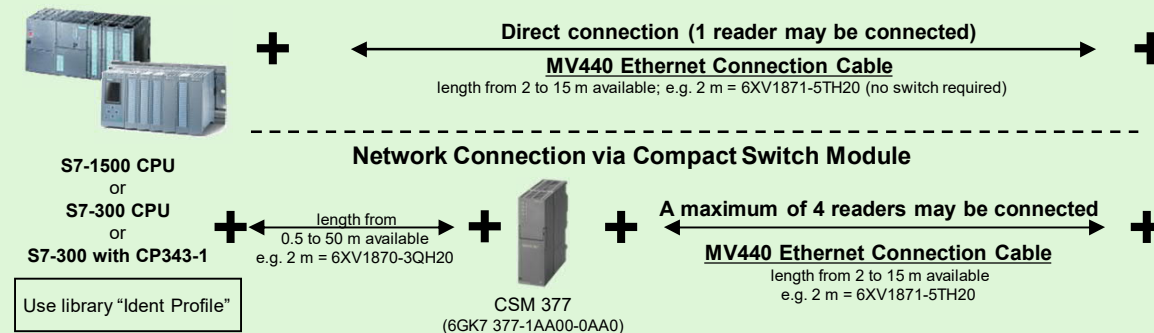 Direct connection (1 reader may be connected)
MV440 Ethernet Connection Cable
length from 2 to 15 m available; e.g. 2 m = 6XV1871-5TH20 (no switch required)
Network Connection via Compact Switch Module
S7-1500 CPU
or
S7-300 CPU
or
S7-300 with CP343-1
Use library "Ident Profile"
length from
0.5 to 50 m available
e.g. 2 m = 6XV1870-3QH20
CSM 377
(6GK7 377-1AA00-0AA0)
A maximum of 4 readers may be connected
MV440 Ethernet Connection Cable
length from 2 to 15 m available
e.g. 2 m = 6XV1871-5TH20